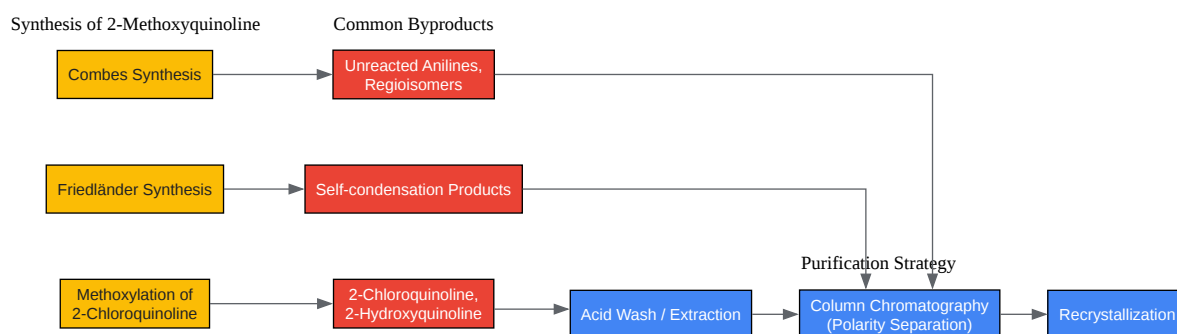 Synthesis of 2-Methoxyquinoline
Common Byproducts
Combes Synthesis
Unreacted Anilines,
Regioisomers
Friedländer Synthesis
Self-condensation Products
Purification Strategy
Methoxylation of
2-Chloroquinoline
2-Chloroquinoline,
2-Hydroxyquinoline
Acid Wash / Extraction
Column Chromatography
(Polarity Separation)
Recrystallization